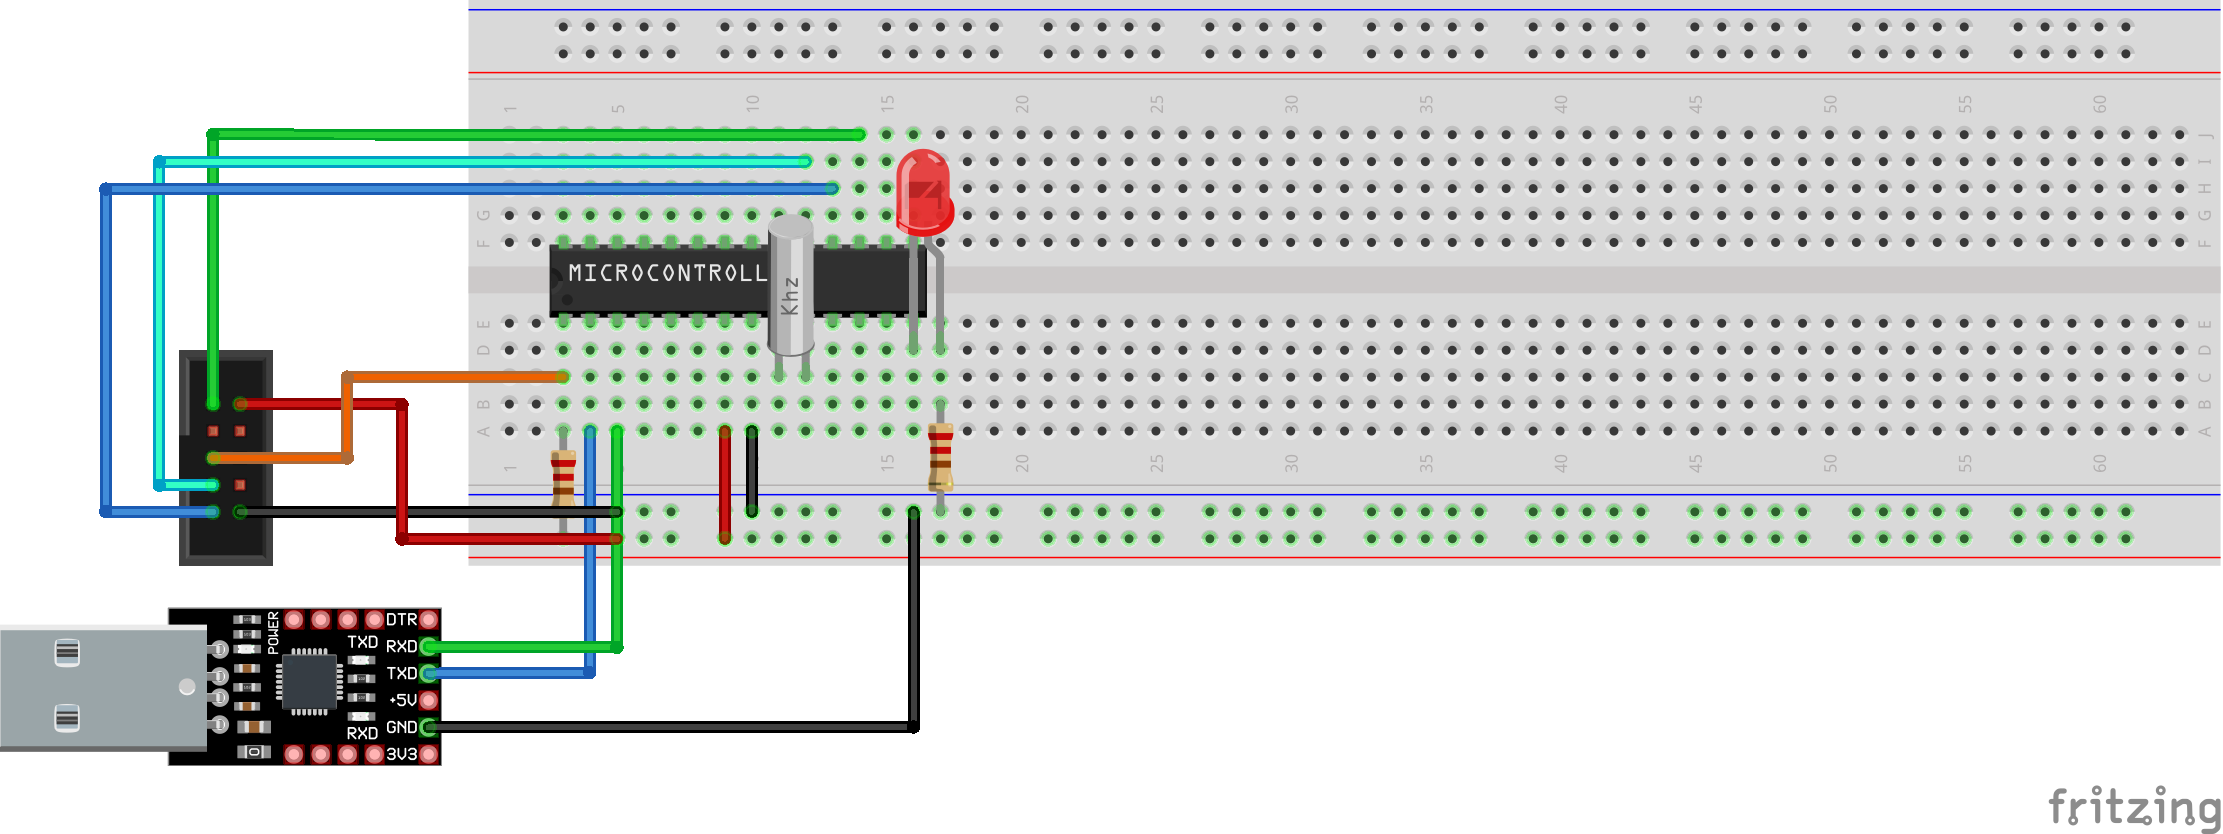 1 5 10 15 20 25 30 35 40 45 50 55 60
J
I
H
G G
F F
MICROCONTROLL
Khz
E E
D D
C C
B B
A A
1 15 20 25 30 35 40 45 50 55 60
POWER
DTR
TXD
RXD
TXD
+5V
GND
RXD
3V3
0
fritzing